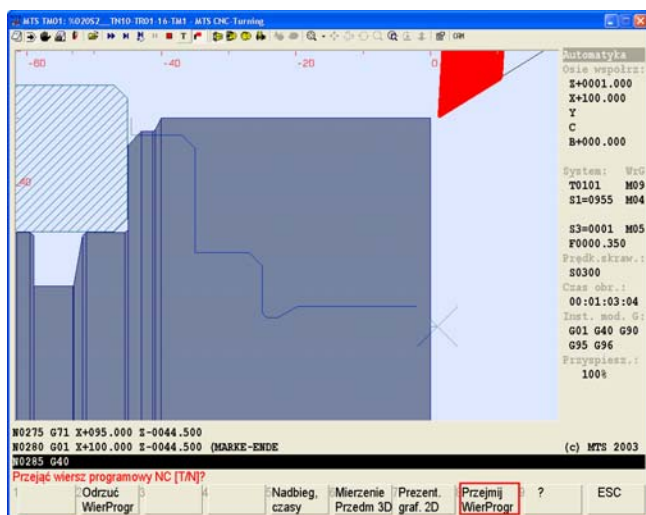 MTS TM01: %020S2__TN10-TR01-16-TM1 - MTS CNC-Turning
-60
-40
-20
0
40
Automatyka
Osie współrz:
Z+0001.000
X+100.000
Y
C
B+000.000
System: WrG
T0101 M09
S1=0955 M04
S3=0001 M05
F0000.350
Prędk.skraw.:
S0300
Czas obr.:
00:01:03:04
Inst. mod. G:
G01 G40 G90
G95 G96
Przyspiesz.:
100%
N0275 G71 X+095.000 Z-0044.500
N0280 G01 X+100.000 Z-0044.500 (MARKE-ENDE
(c) MTS 2003
N0285 G40
Przejąć wiersz programowy NC [T/N]?
1
2 Odrzuć WierProgr
3
4
5 Nadbieg, czasy
6 Mierzenie Przedm 3D
7 Prezent. graf. 2D
Przejmij WierProgr
?
ESC